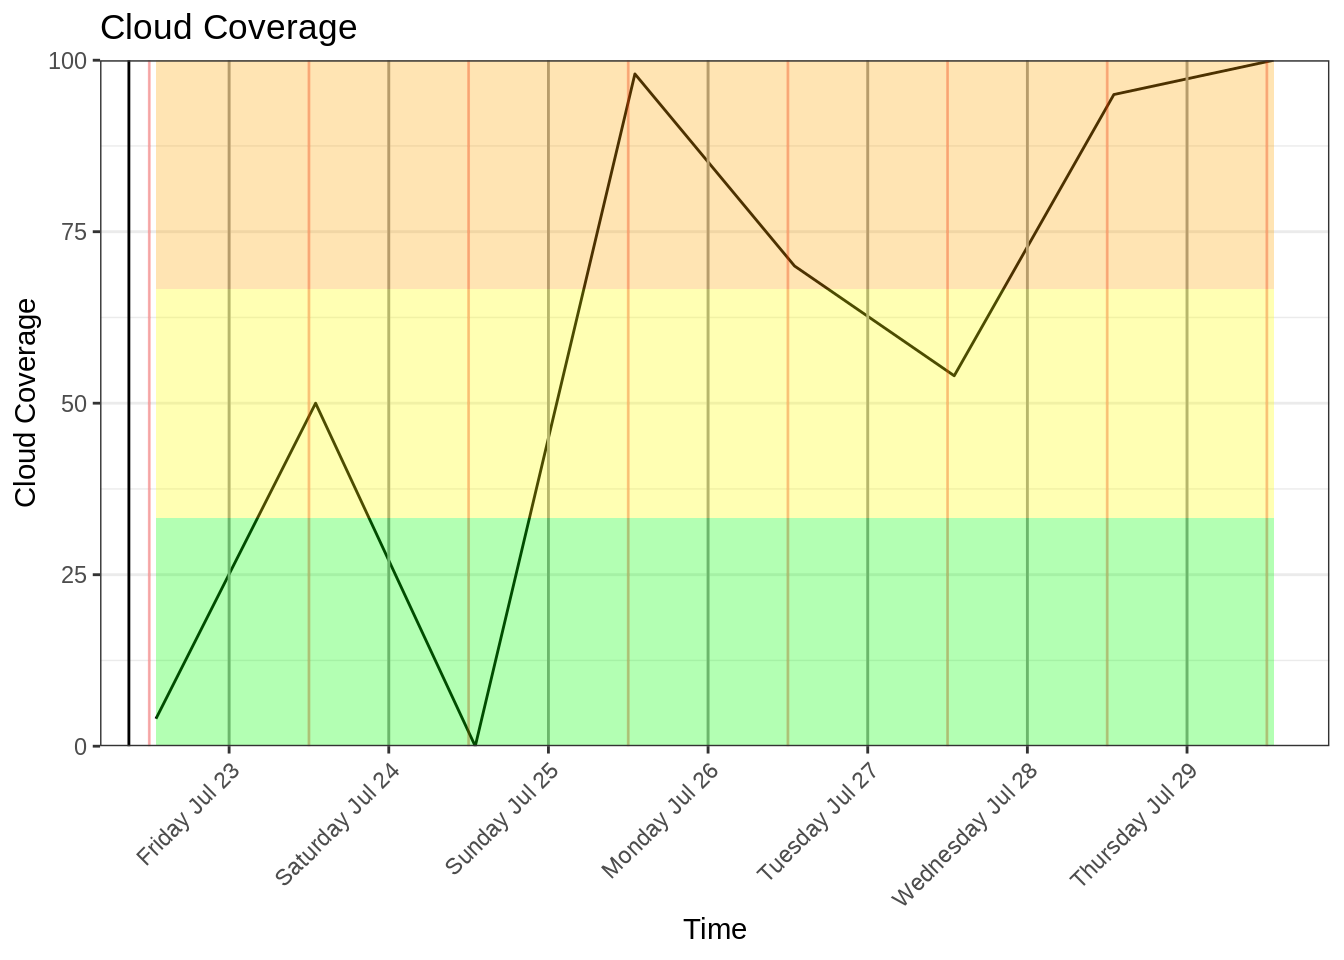 Cloud Coverage
100
75
50
25
0
Cloud Coverage
Friday Jul 23
Saturday Jul 24
Sunday Jul 25
Monday Jul 26
Tuesday Jul 27
Wednesday Jul 28
Thursday Jul 29
Time